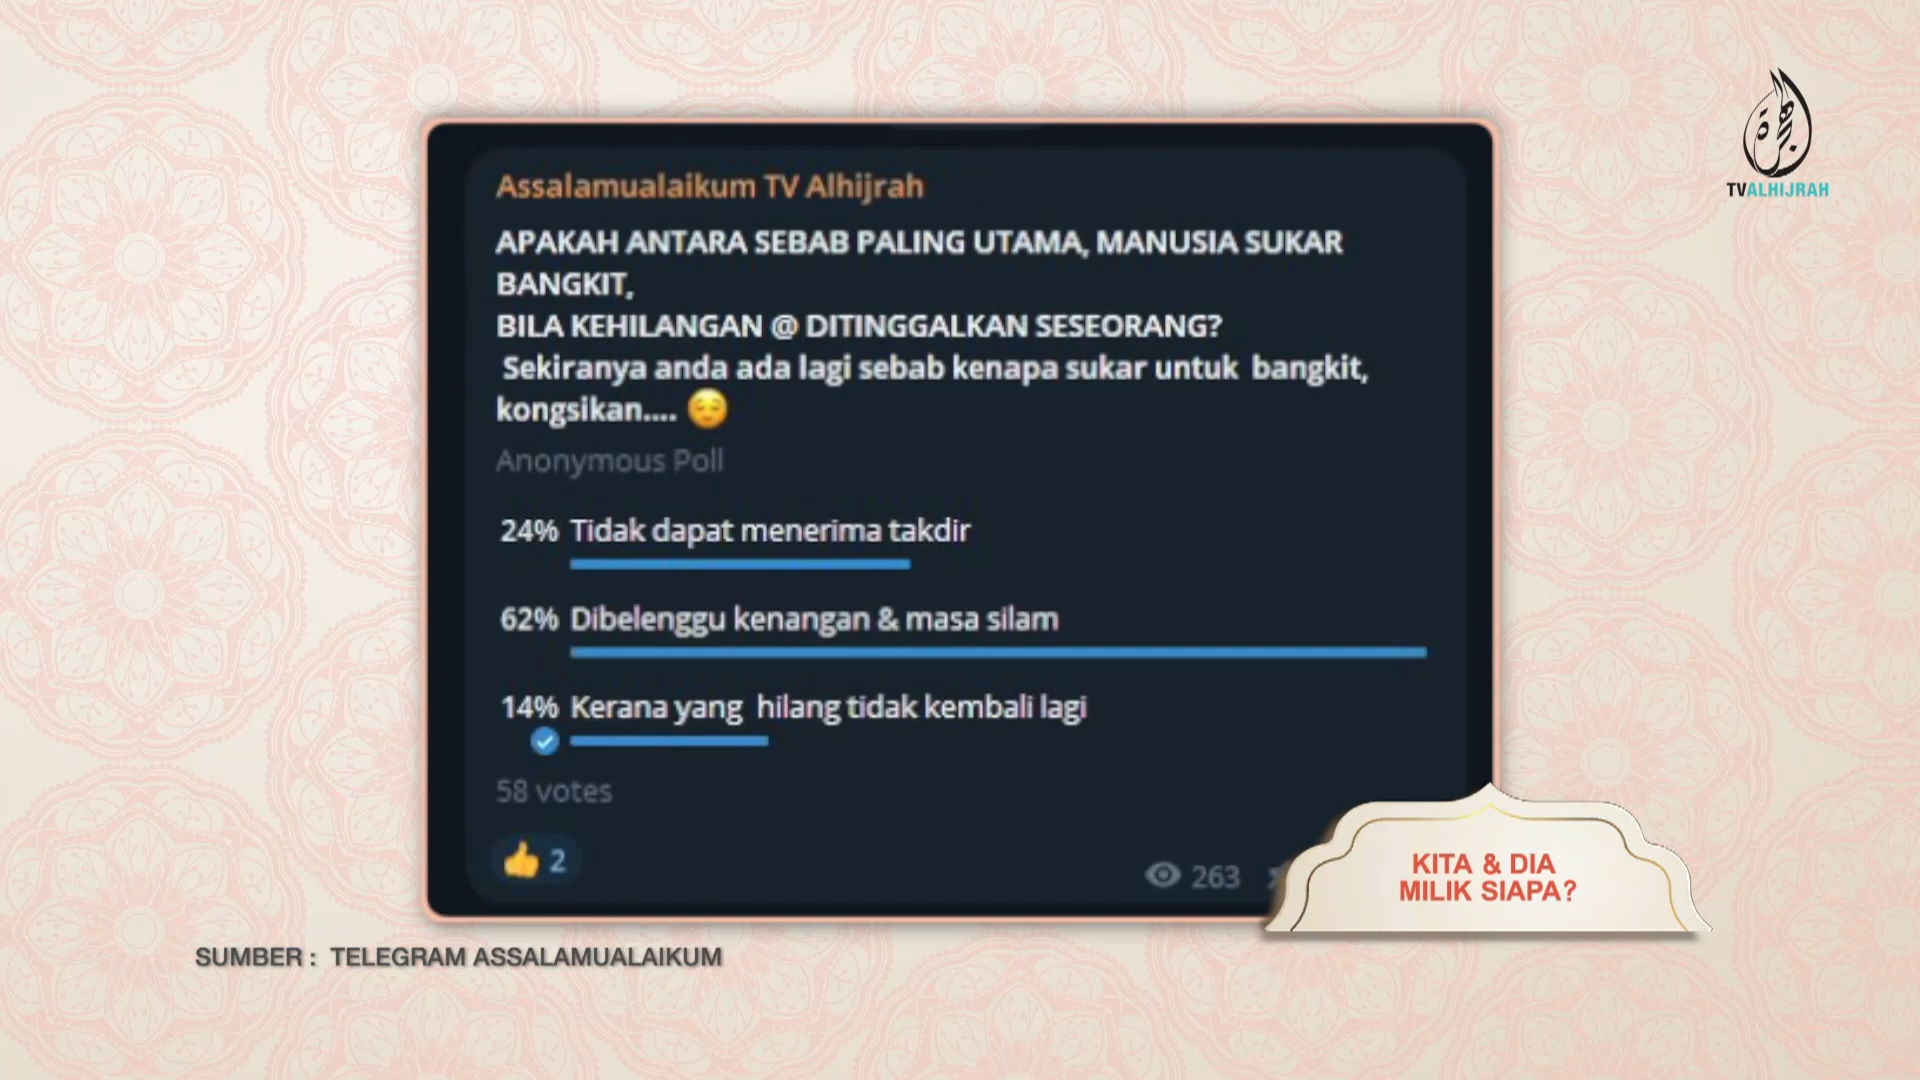 Assalamualaikum TV Alhijrah
APAKAH ANTARA SEBAB PALING UTAMA, MANUSIA SUKAR
BANGKIT,
BILA KEHILANGAN @ DITINGGALKAN SESEORANG?
Sekiranya anda ada lagi sebab kenapa sukar untuk bangkit,
kongsikan.... 😌
Anonymous Poll
24% Tidak dapat menerima takdir
62% Dibelenggu kenangan & masa silam
14% Kerana yang hilang tidak kembali lagi
58 votes
👍 2
263
KITA & DIA
MILIK SIAPA?
SUMBER : TELEGRAM ASSALAMUALAIKUM
هجرة
TVALHIJRAH